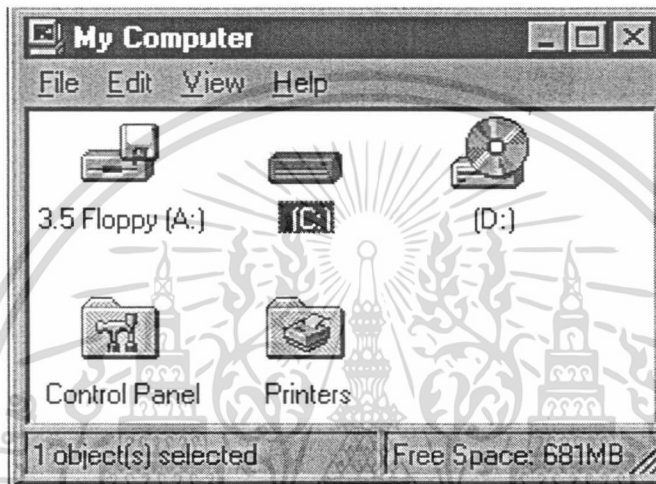 My Computer
File Edit View Help
3.5 Floppy (A:) (C:) (D:)
Control Panel Printers
1 object(s) selected Free Space: 681MB